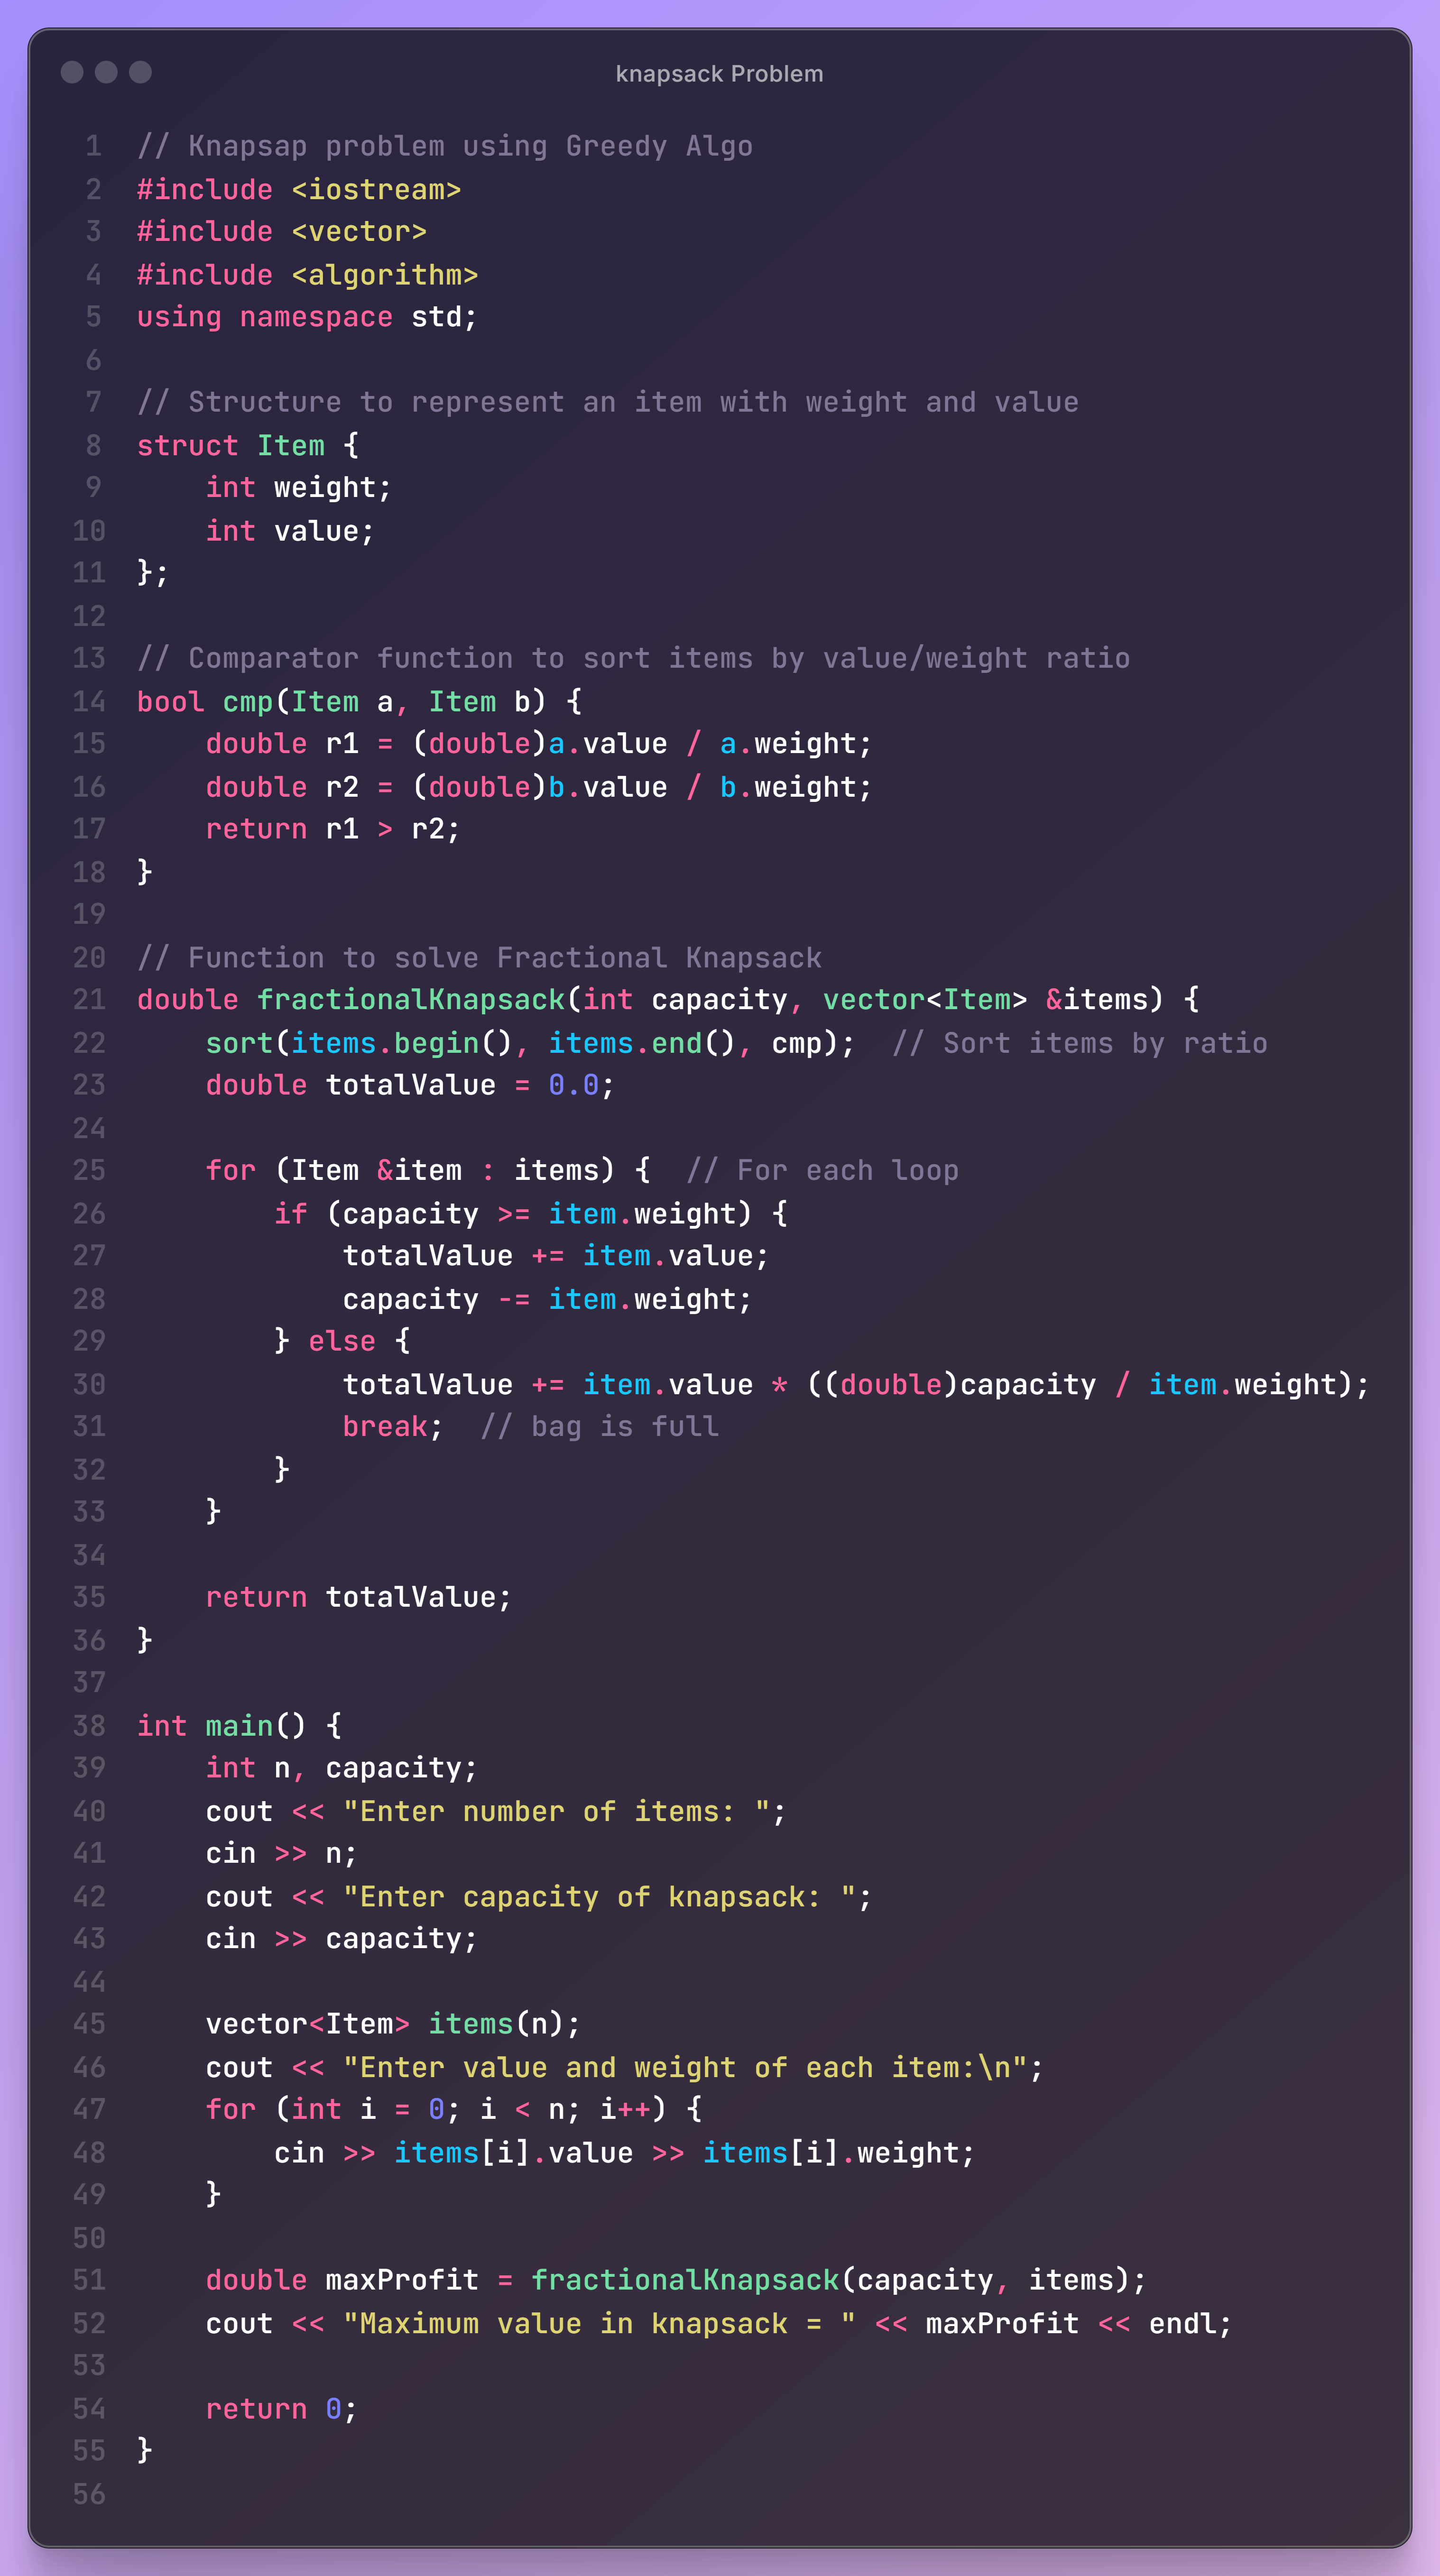 knapsack Problem
1 // Knapsap problem using Greedy Algo
2 #include <iostream>
3 #include <vector>
4 #include <algorithm>
5 using namespace std;
6
7 // Structure to represent an item with weight and value
8 struct Item {
9     int weight;
10     int value;
11 };
12
13 // Comparator function to sort items by value/weight ratio
14 bool cmp(Item a, Item b) {
15     double r1 = (double)a.value / a.weight;
16     double r2 = (double)b.value / b.weight;
17     return r1 > r2;
18 }
19
20 // Function to solve Fractional Knapsack
21 double fractionalKnapsack(int capacity, vector<Item> &items) {
22     sort(items.begin(), items.end(), cmp);  // Sort items by ratio
23     double totalValue = 0.0;
24
25     for (Item &item : items) {  // For each loop
26         if (capacity >= item.weight) {
27             totalValue += item.value;
28             capacity -= item.weight;
29         } else {
30             totalValue += item.value * ((double)capacity / item.weight);
31             break;  // bag is full
32         }
33     }
34
35     return totalValue;
36 }
37
38 int main() {
39     int n, capacity;
40     cout << "Enter number of items: ";
41     cin >> n;
42     cout << "Enter capacity of knapsack: ";
43     cin >> capacity;
44
45     vector<Item> items(n);
46     cout << "Enter value and weight of each item:\n";
47     for (int i = 0; i < n; i++) {
48         cin >> items[i].value >> items[i].weight;
49     }
50
51     double maxProfit = fractionalKnapsack(capacity, items);
52     cout << "Maximum value in knapsack = " << maxProfit << endl;
53
54     return 0;
55 }
56